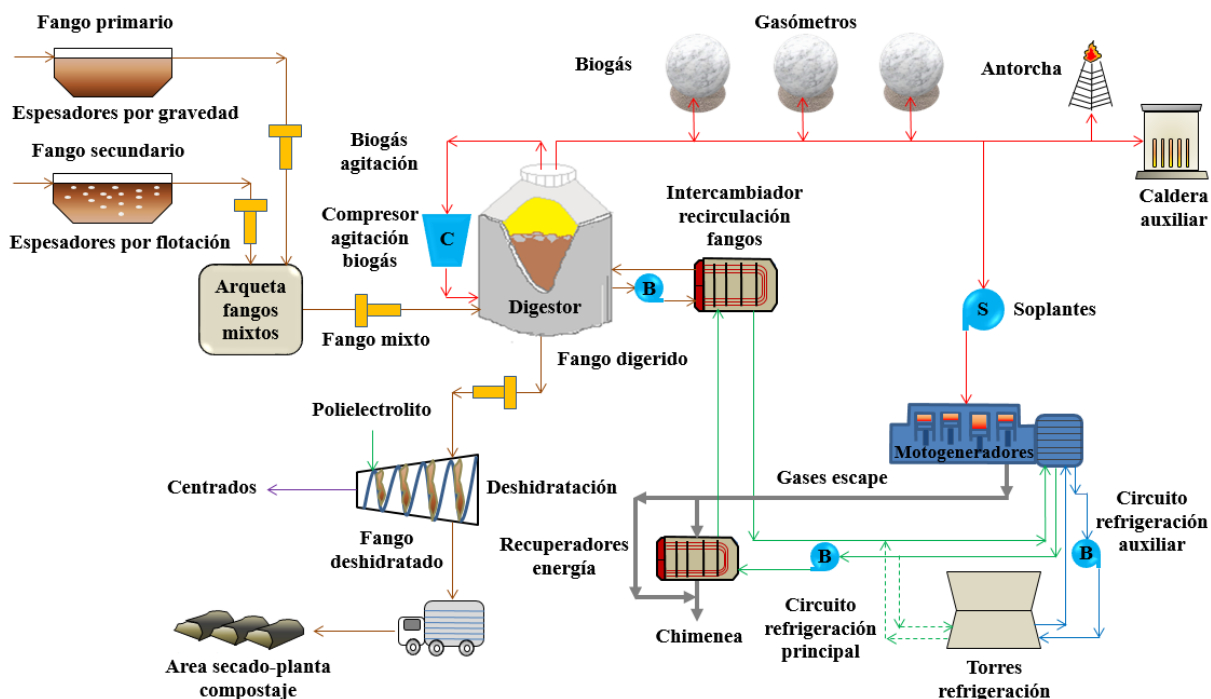 Fango primario
Espesadores por gravedad
Fango secundario
Espesadores por flotación
Arqueta
fangos
mixtos
Fango mixto
Biogás
agitación
Compresor
agitación
biogás
C
Digestor
B
Intercambiador
recirculación
fangos
Biogás
Gasómetros
Antorcha
Caldera
auxiliar
S
Soplantes
Fango digerido
Polielectrolito
Centrados
Deshidratación
Fango
deshidratado
Area secado-planta
compostaje
Motogeneradores
Gases escape
Recuperadores
energía
Chimenea
B
Circuito
refrigeración
principal
Circuito
refrigeración
auxiliar
B
Torres
refrigeración